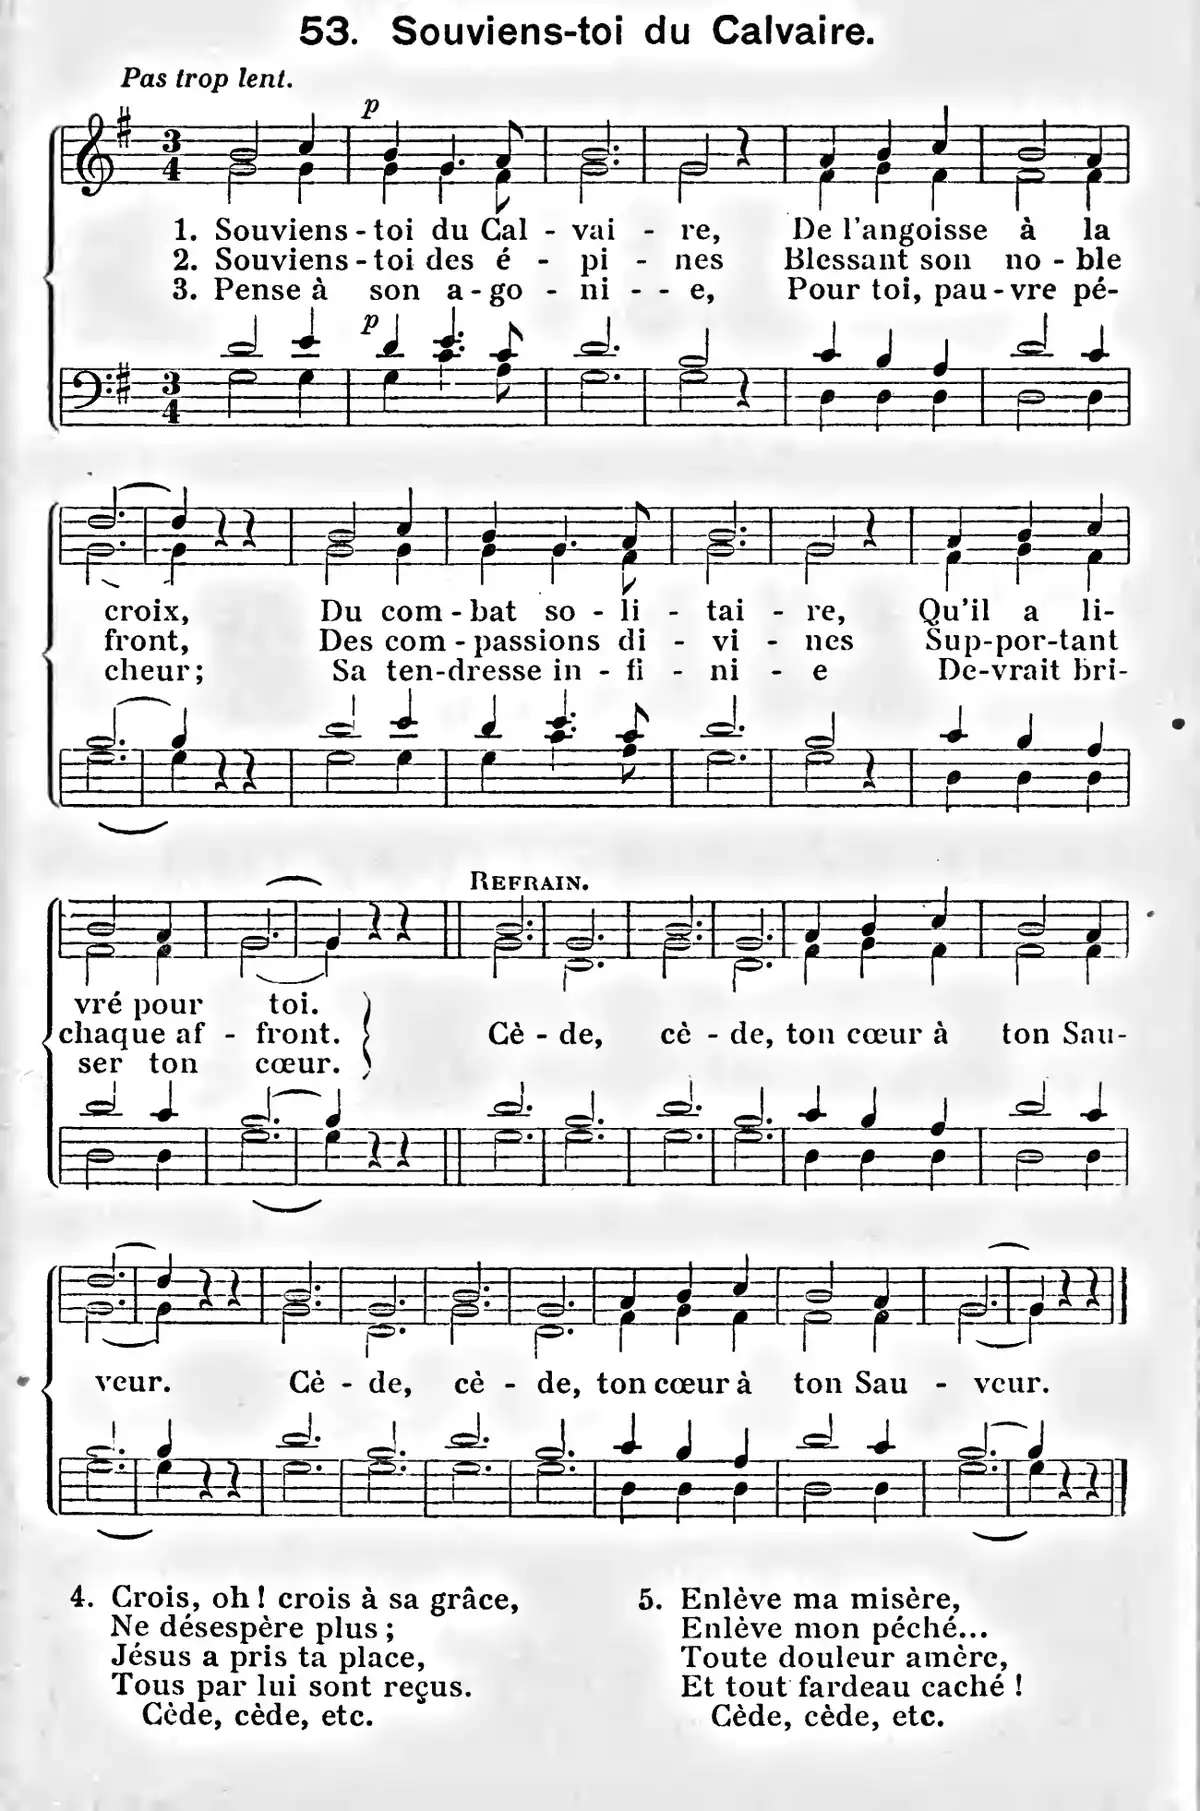 53. Souviens-toi du Calvaire.
Pas trop lent.
p
1. Souviens-toi du Cal - vai - re, De l'angoisse à la
2. Souviens-toi des é - pi - nes Blessant son no - ble
3. Pense à son a-go - ni - - e, Pour toi, pau-vre pé-
p
croix, Du com-bat so - li - tai - re, Qu'il a li-
front, Des com-passions di - vi - nes Sup-por-tant
cheur; Sa ten-dresse in - fi - ni - e De-vrait bri-
REFRAIN.
vré pour toi.
chaque af - front. Cè - de, cè - de, ton cœur à ton Sau-
ser ton cœur.
veur. Cè - de, cè - de, ton cœur à ton Sau - veur.
4. Crois, oh ! crois à sa grâce,
Ne désespère plus ;
Jésus a pris ta place,
Tous par lui sont reçus.
Cède, cède, etc.
5. Enlève ma misère,
Enlève mon péché...
Toute douleur amère,
Et tout fardeau caché !
Cède, cède, etc.